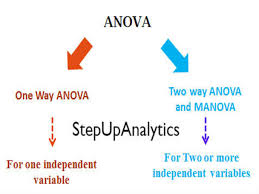 ANOVA
One Way ANOVA
Two way ANOVA
and MANOVA
StepUpAnalytics
For one independent
variable
For Two or more
independent variables